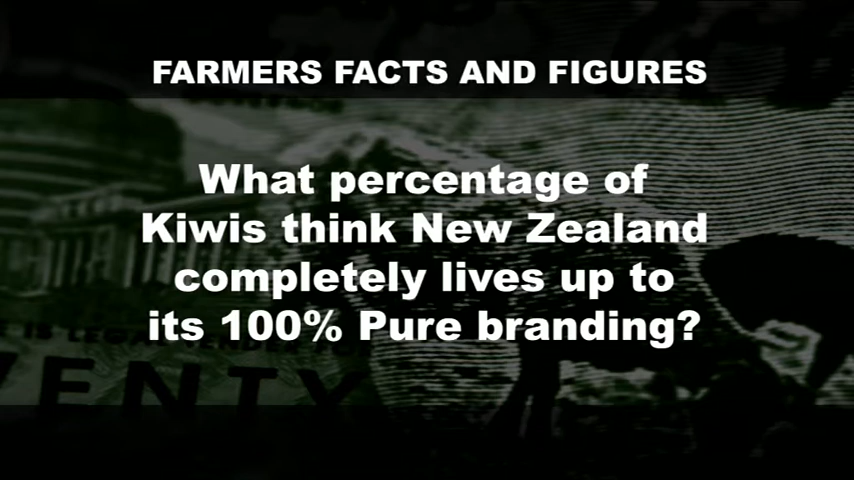 FARMERS FACTS AND FIGURES
What percentage of
Kiwis think New Zealand
completely lives up to
its 100% Pure branding?